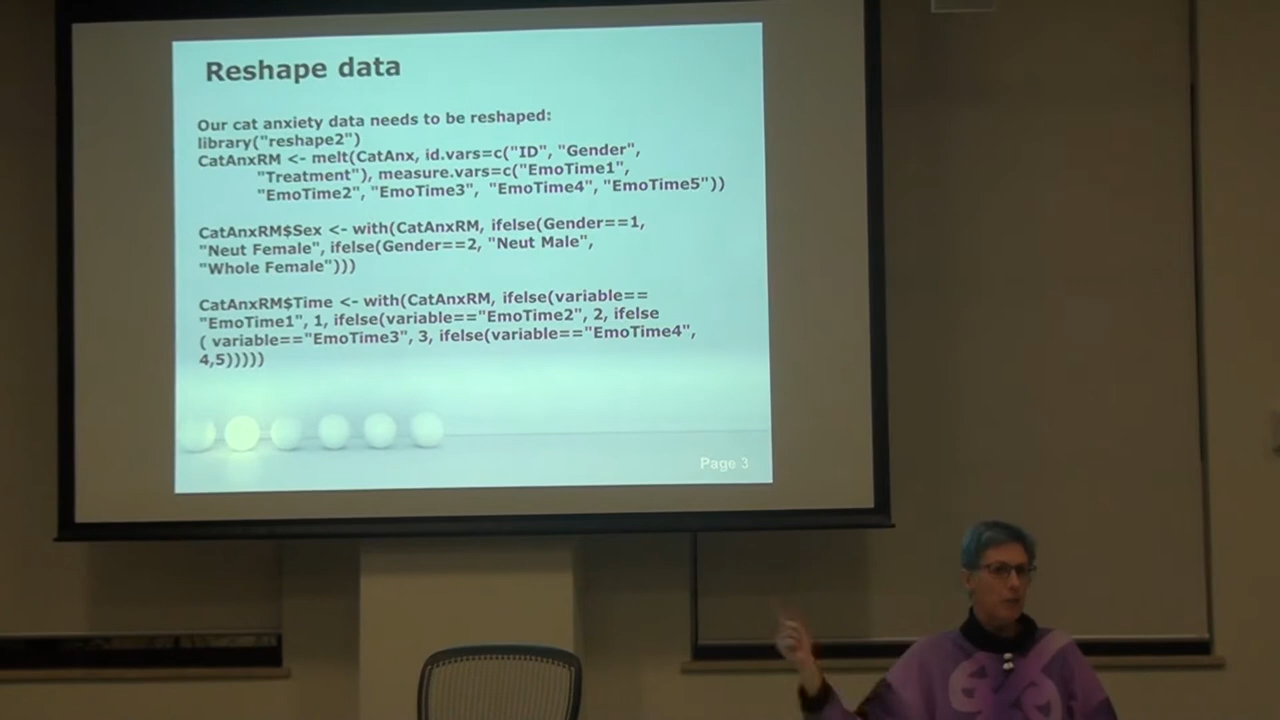 Reshape data
Our cat anxiety data needs to be reshaped:
library("reshape2")
CatAnxRM <- melt(CatAnx, id.vars=c("ID", "Gender",
"Treatment"), measure.vars=c("EmoTime1",
"EmoTime2", "EmoTime3", "EmoTime4", "EmoTime5"))
CatAnxRM$Sex <- with(CatAnxRM, ifelse(Gender==1,
"Neut Female", ifelse(Gender==2, "Neut Male",
"Whole Female")))
CatAnxRM$Time <- with(CatAnxRM, ifelse(variable==
"EmoTime1", 1, ifelse(variable=="EmoTime2", 2, ifelse
( variable=="EmoTime3", 3, ifelse(variable=="EmoTime4",
4,5)))))
Page 3